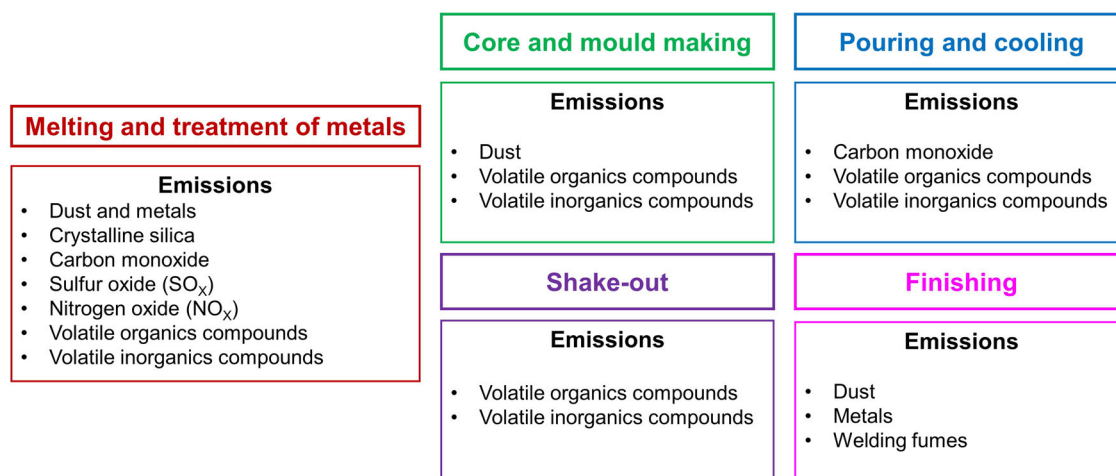 Melting and treatment of metals
Emissions
• Dust and metals
• Crystalline silica
• Carbon monoxide
• Sulfur oxide (SOX)
• Nitrogen oxide (NOX)
• Volatile organics compounds
• Volatile inorganics compounds
Core and mould making
Emissions
• Dust
• Volatile organics compounds
• Volatile inorganics compounds
Pouring and cooling
Emissions
• Carbon monoxide
• Volatile organics compounds
• Volatile inorganics compounds
Shake-out
Emissions
• Volatile organics compounds
• Volatile inorganics compounds
Finishing
Emissions
• Dust
• Metals
• Welding fumes